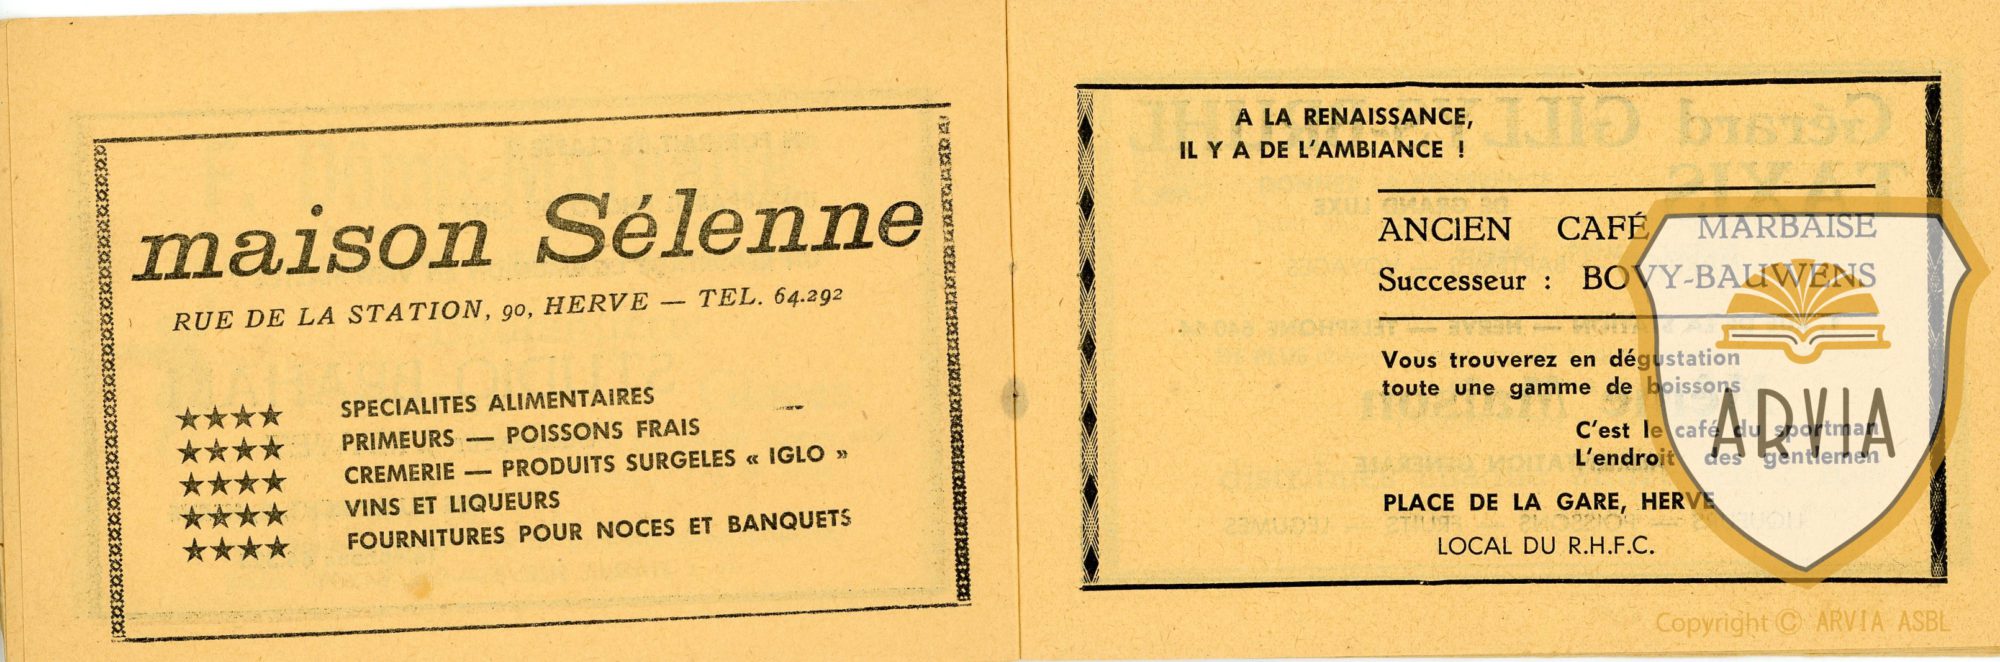 maison Sélenne
RUE DE LA STATION, 90, HERVE — TEL. 64.292
★★★★ SPECIALITES ALIMENTAIRES
★★★★ PRIMEURS — POISSONS FRAIS
★★★★ CREMERIE — PRODUITS SURGELES « IGLO »
★★★★ VINS ET LIQUEURS
★★★★ FOURNITURES POUR NOCES ET BANQUETS
A LA RENAISSANCE,
IL Y A DE L'AMBIANCE !
ANCIEN CAFÉ MARBAISE
Successeur : BOVY-BAUWENS
Vous trouverez en dégustation
toute une gamme de boissons
C'est le café du sportman
L'endroit des gentlemen
PLACE DE LA GARE, HERVE
LOCAL DU R.H.F.C.
ARVIA
Copyright © ARVIA ASBL